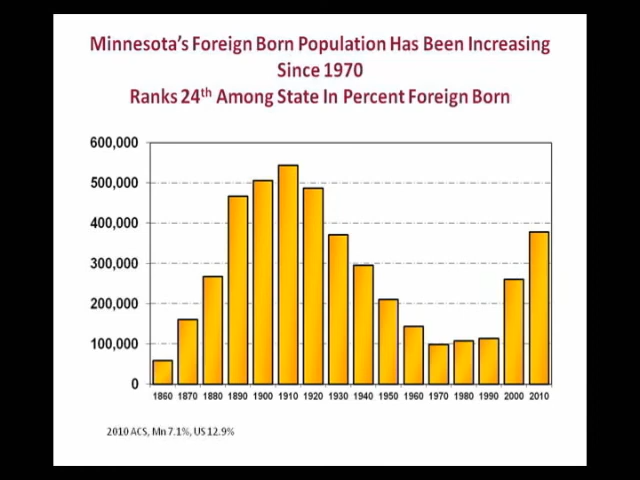 Minnesota's Foreign Born Population Has Been Increasing
Since 1970
Ranks 24th Among State In Percent Foreign Born
600,000
500,000
400,000
300,000
200,000
100,000
0
1860 1870 1880 1890 1900 1910 1920 1930 1940 1950 1960 1970 1980 1990 2000 2010
2010 ACS, Mn 7.1%, US 12.9%